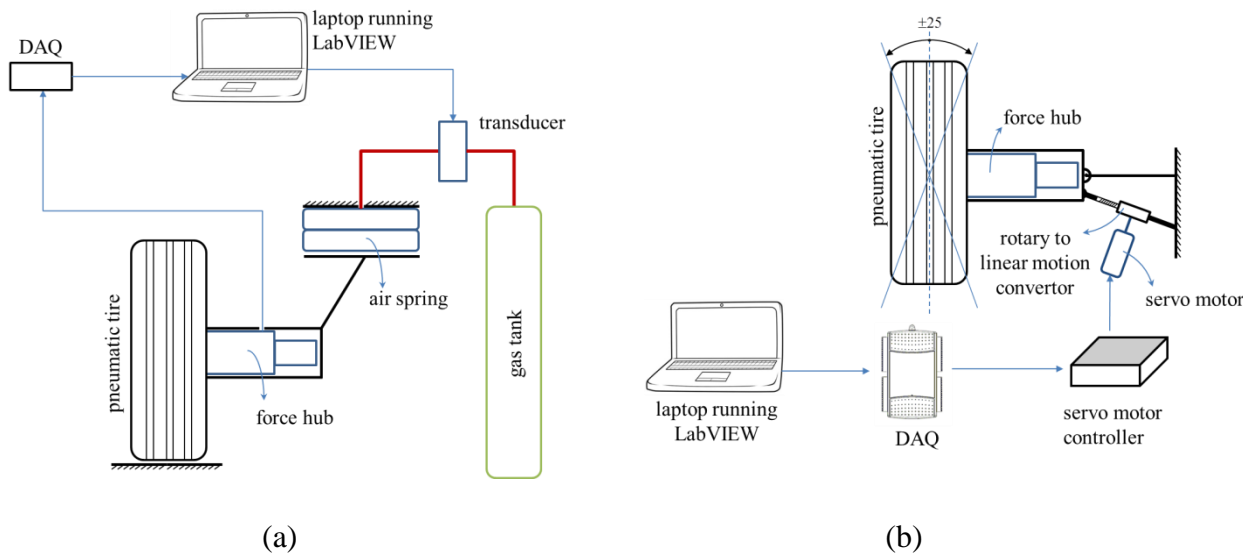 laptop running
LabVIEW
DAQ
transducer
air spring
pneumatic tire
force hub
gas tank
(a)
±25
pneumatic tire
force hub
rotary to
linear motion
convertor
servo motor
laptop running
LabVIEW
DAQ
servo motor
controller
(b)